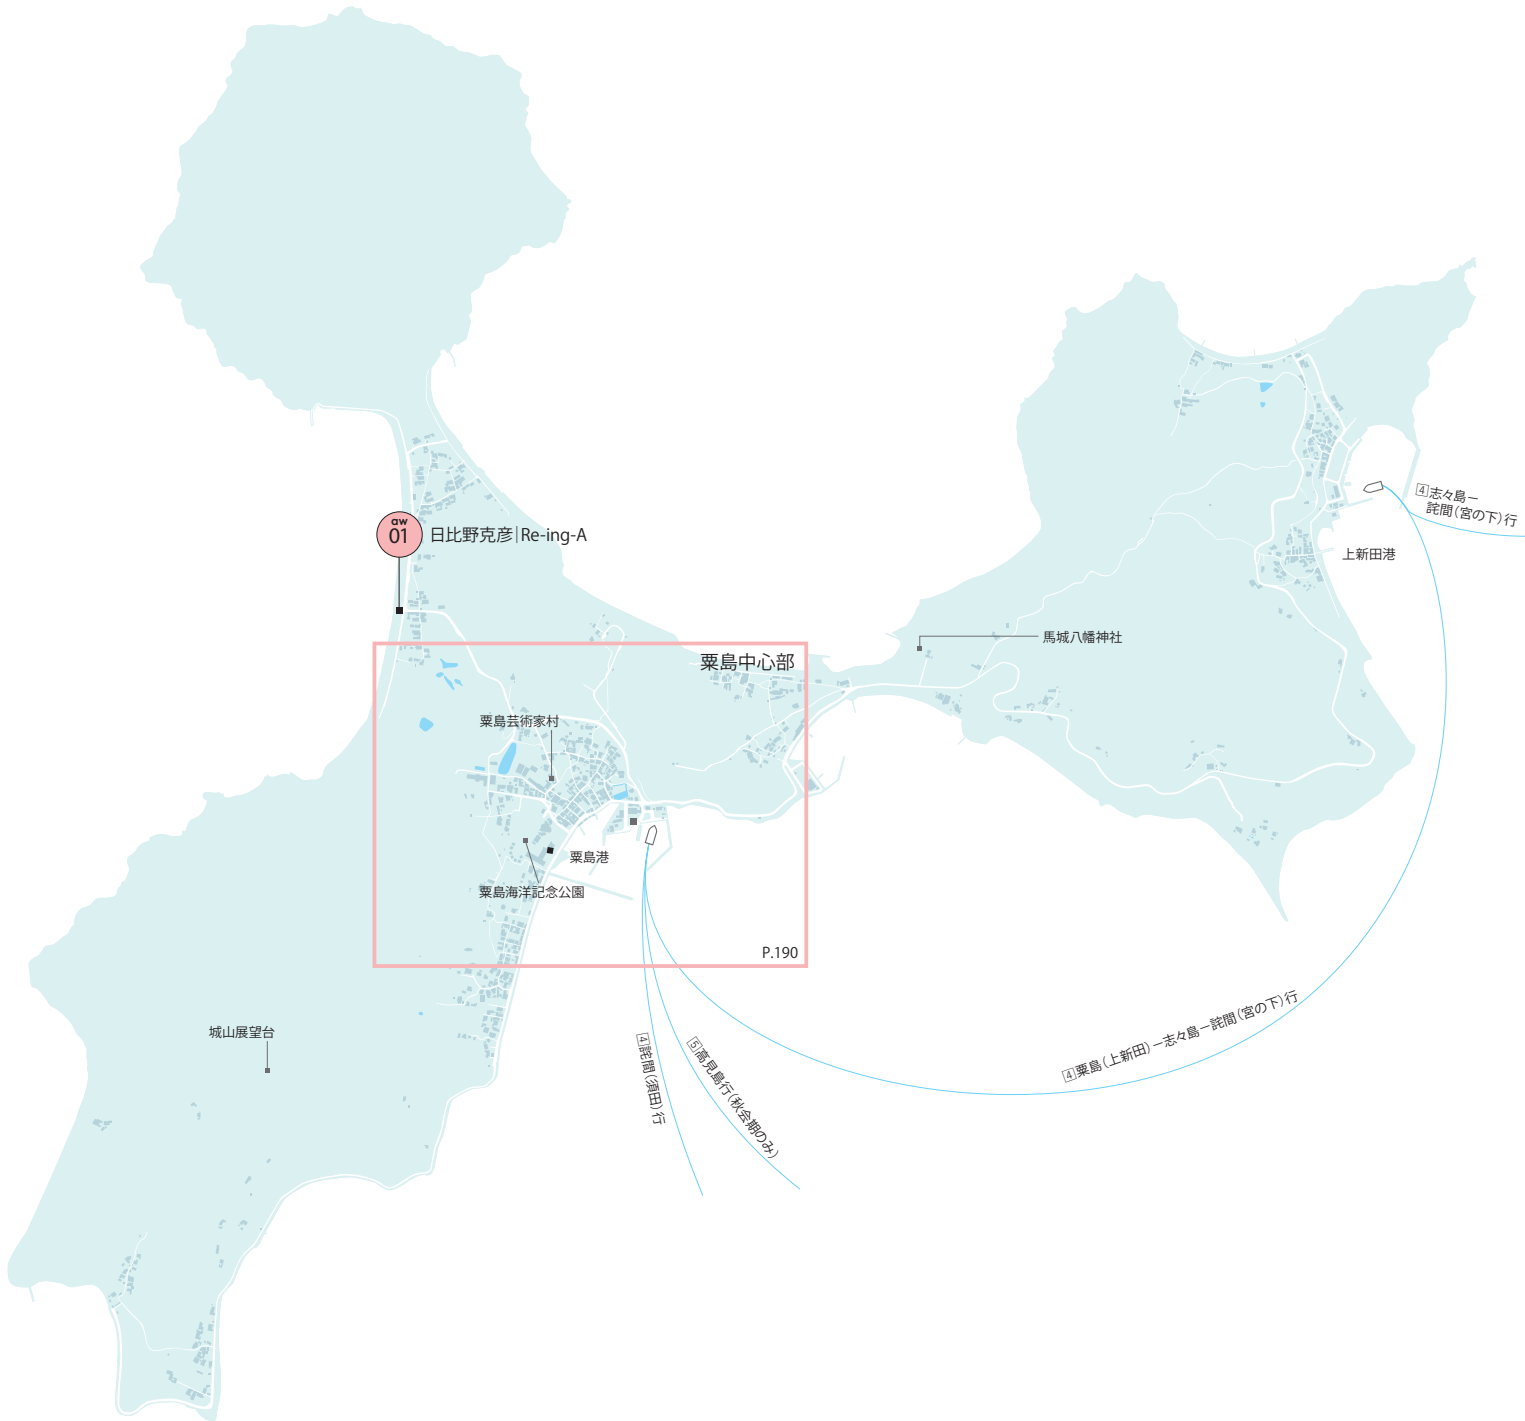 aw
01
日比野克彦|Re-ing-A
4志々島ー
詫間(宮の下)行
上新田港
馬城八幡神社
粟島中心部
粟島芸術家村
粟島港
粟島海洋記念公園
P.190
城山展望台
4詫間(須田)行
5高見島行(秋会期のみ)
4粟島(上新田)ー志々島ー詫間(宮の下)行